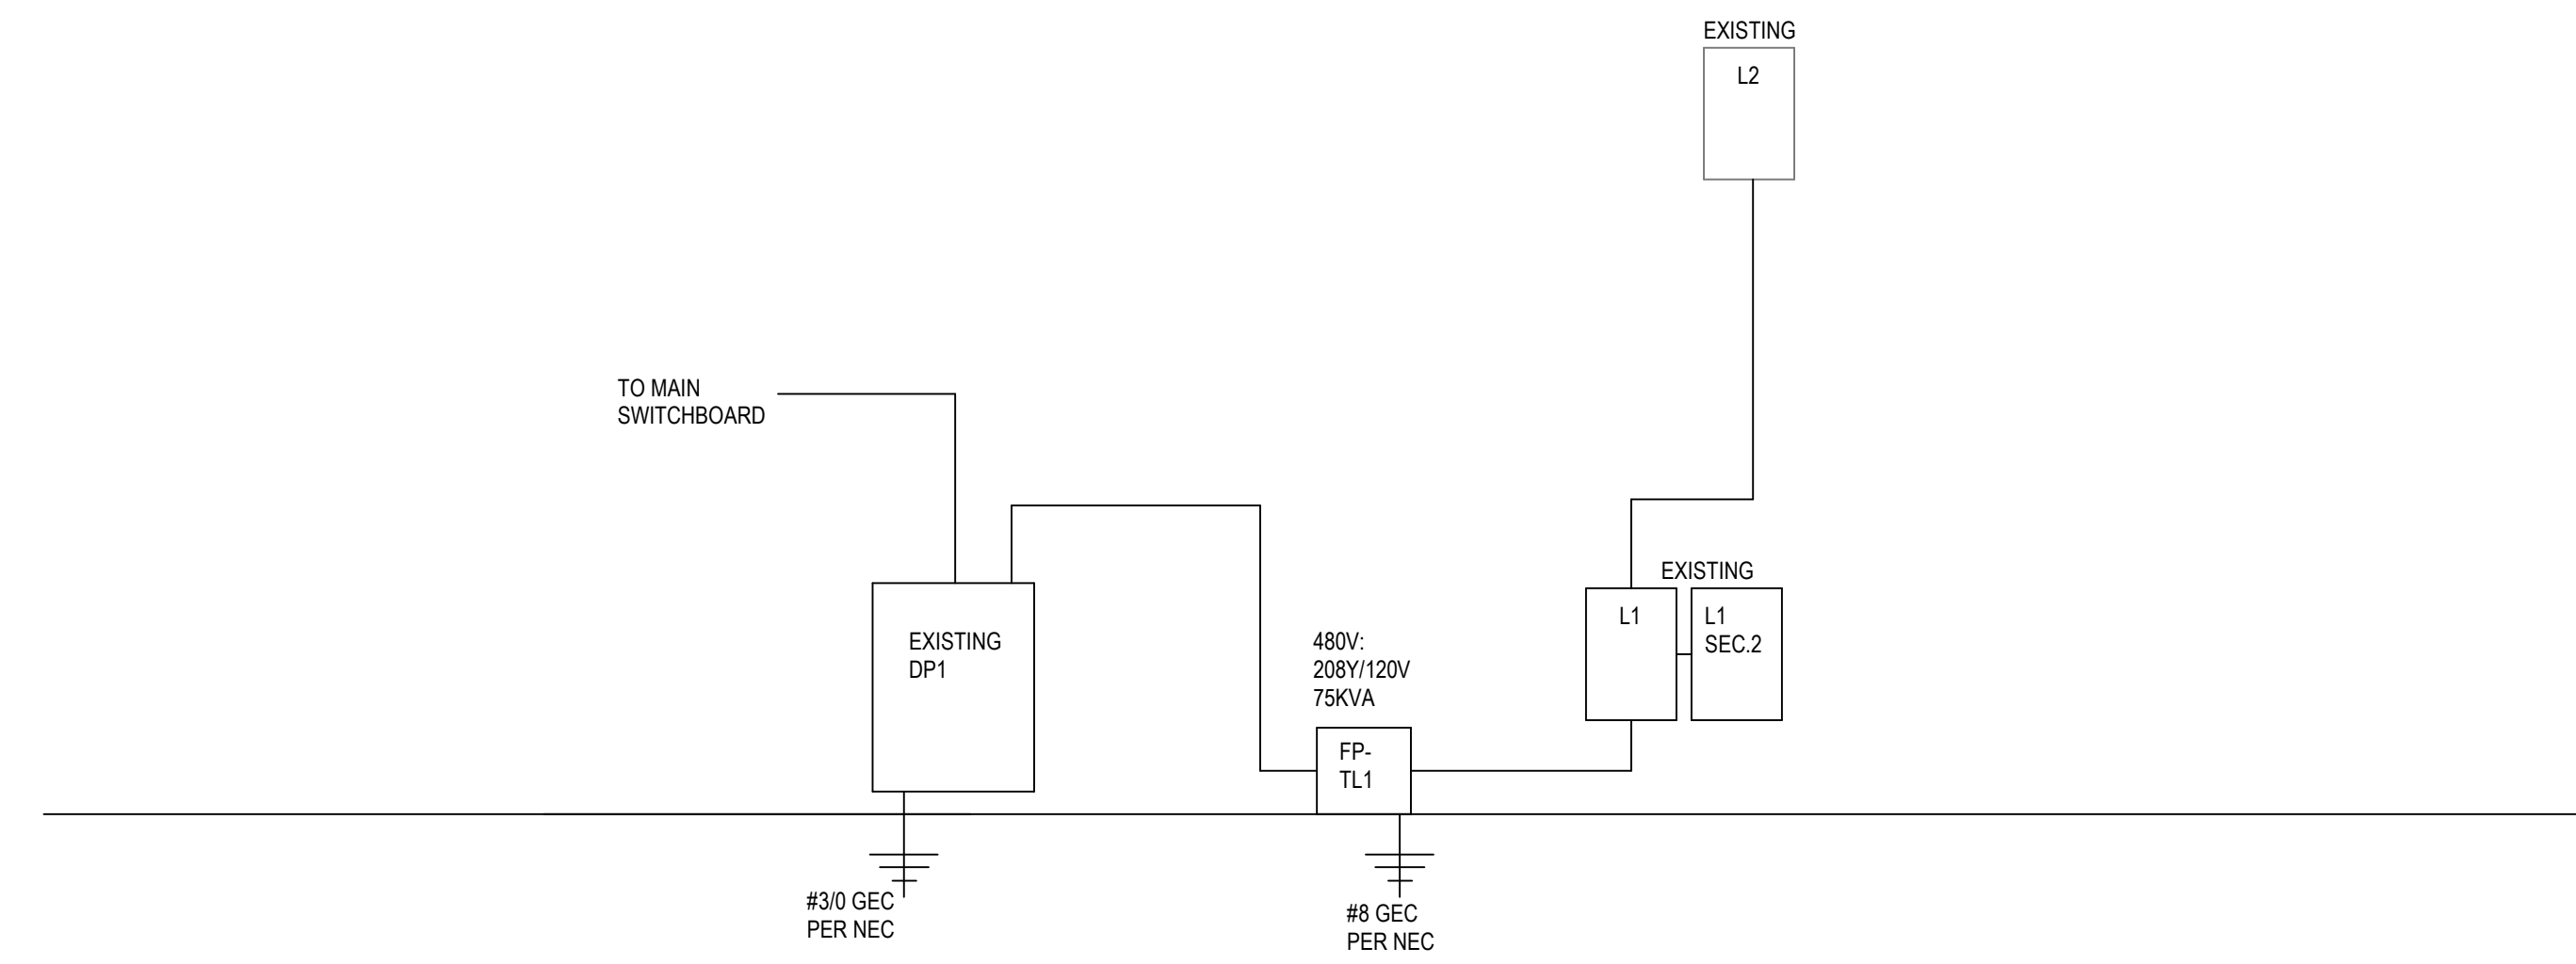 EXISTING
L2
TO MAIN
SWITCHBOARD
EXISTING
DP1
480V:
208Y/120V
75KVA
FP-
TL1
EXISTING
L1
L1
SEC.2
#3/0 GEC
PER NEC
#8 GEC
PER NEC